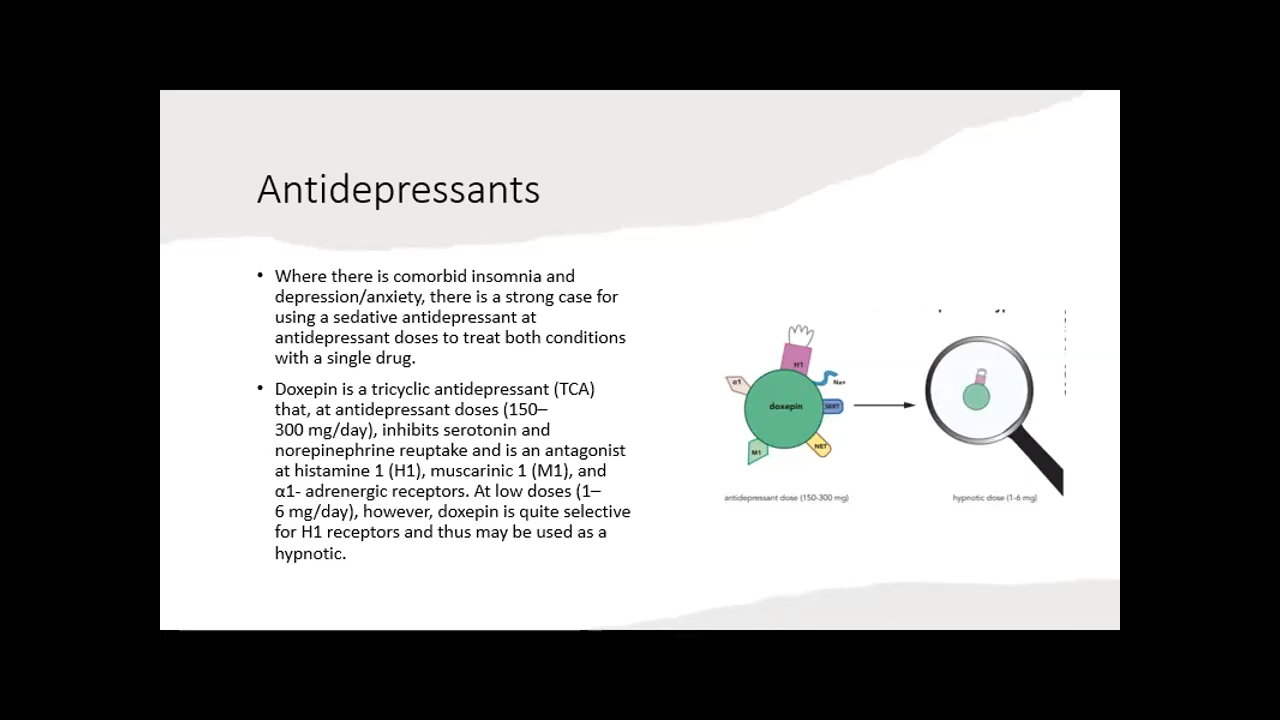 Antidepressants
• Where there is comorbid insomnia and
depression/anxiety, there is a strong case for
using a sedative antidepressant at
antidepressant doses to treat both conditions
with a single drug.
• Doxepin is a tricyclic antidepressant (TCA)
that, at antidepressant doses (150–
300 mg/day), inhibits serotonin and
norepinephrine reuptake and is an antagonist
at histamine 1 (H1), muscarinic 1 (M1), and
α1- adrenergic receptors. At low doses (1–
6 mg/day), however, doxepin is quite selective
for H1 receptors and thus may be used as a
hypnotic.
H1
α1
Na+
doxepin
SERT
M1
NET
antidepressant dose (150-300 mg)
hypnotic dose (1-6 mg)